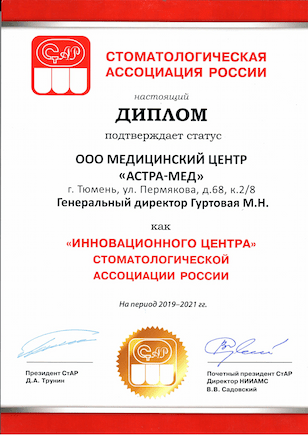 СтАР
СТОМАТОЛОГИЧЕСКАЯ
АССОЦИАЦИЯ РОССИИ
настоящий
ДИПЛОМ
подтверждает статус
ООО МЕДИЦИНСКИЙ ЦЕНТР
«АСТРА-МЕД»
г. Тюмень, ул. Пермякова, д.68, к.2/8
Генеральный директор Гуртовая М.Н.
как
«ИННОВАЦИОННОГО ЦЕНТРА»
СТОМАТОЛОГИЧЕСКОЙ
АССОЦИАЦИИ РОССИИ
На период 2019–2021 гг.
СтАР
Президент СтАР
Д.А. Трунин
Почетный президент СтАР
Директор НИИАМС
В.В. Садовский